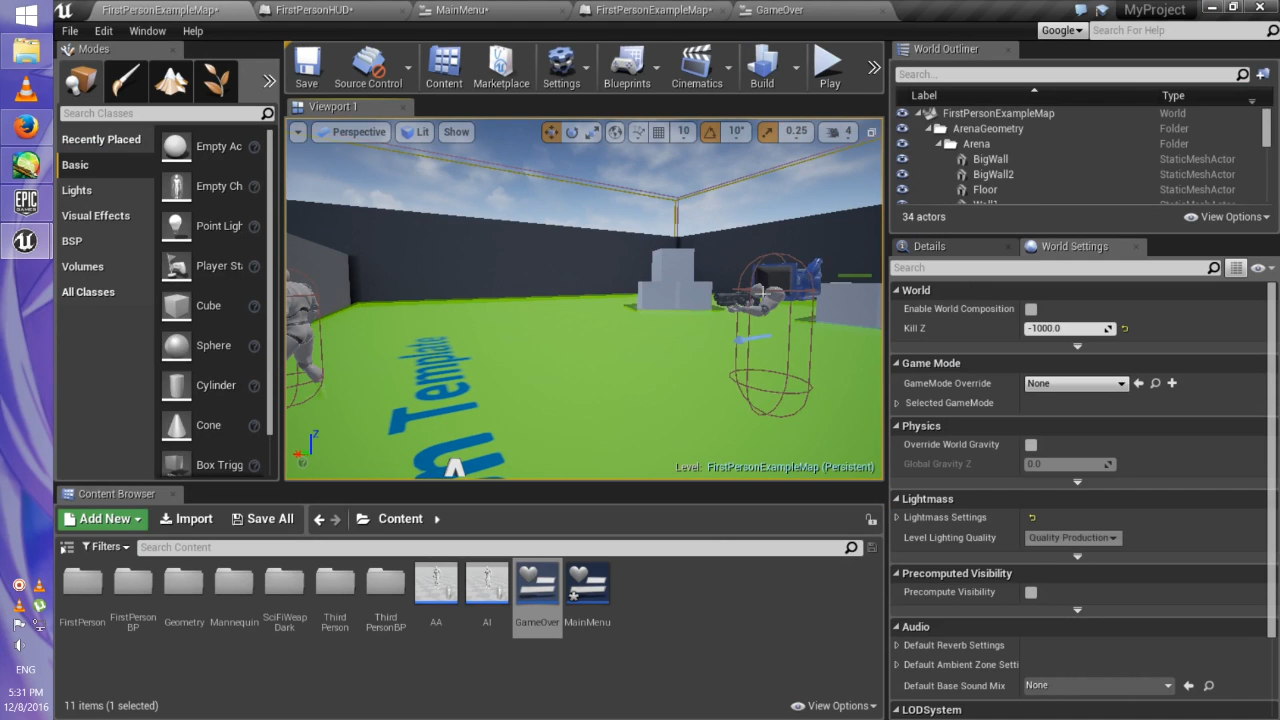 FirstPersonExampleMap*
FirstPersonHUD*
MainMenu*
FirstPersonExampleMap*
GameOver
MyProject
File Edit Window Help
Google
Search For Help
Modes
Search Classes
Recently Placed
Basic
Lights
Visual Effects
BSP
Volumes
All Classes
Empty Ac
Empty Ch
Point Ligh
Player Sta
Cube
Sphere
Cylinder
Cone
Box Trigg
Save
Source Control
Content
Marketplace
Settings
Blueprints
Cinematics
Build
Play
Viewport 1
Perspective
Lit
Show
10
10°
0.25
4
Template
Z
Level: FirstPersonExampleMap (Persistent)
World Outliner
Search...
Label Type
FirstPersonExampleMap World
ArenaGeometry Folder
Arena Folder
BigWall StaticMeshActor
BigWall2 StaticMeshActor
Floor StaticMeshActor
34 actors
View Options
Details
World Settings
Search
World
Enable World Composition
Kill Z -1000.0
Game Mode
GameMode Override None
Selected GameMode
Physics
Override World Gravity
Global Gravity Z 0.0
Lightmass
Lightmass Settings
Level Lighting Quality Quality Production
Precomputed Visibility
Precompute Visibility
Audio
Default Reverb Settings
Default Ambient Zone Setti
Default Base Sound Mix None
LODSystem
Content Browser
Add New
Import
Save All
Content
Filters
Search Content
FirstPerson
FirstPerson
BP
Geometry
Mannequin
SciFiWeap
Dark
Third
Person
Third
PersonBP
AA
AI
GameOver
MainMenu
11 items (1 selected)
View Options
EPIC
GAMES
ENG
5:31 PM
12/8/2016